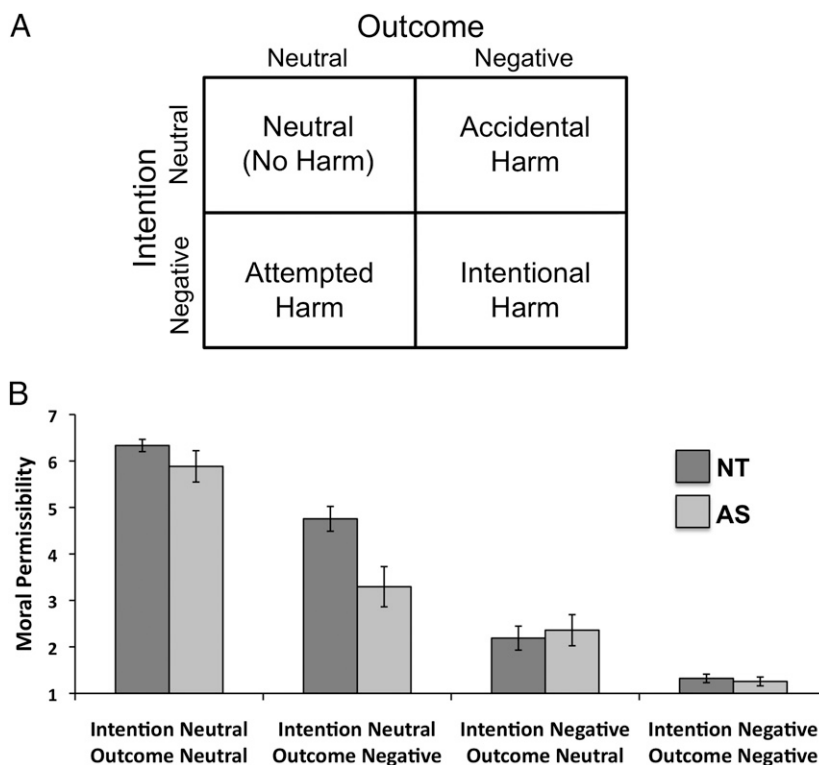 A
Outcome
Neutral Negative
Intention
Neutral
Neutral
(No Harm)
Accidental
Harm
Negative
Attempted
Harm
Intentional
Harm
B
Moral Permissibility
7
6
5
4
3
2
1
NT
AS
Intention Neutral
Outcome Neutral
Intention Neutral
Outcome Negative
Intention Negative
Outcome Neutral
Intention Negative
Outcome Negative